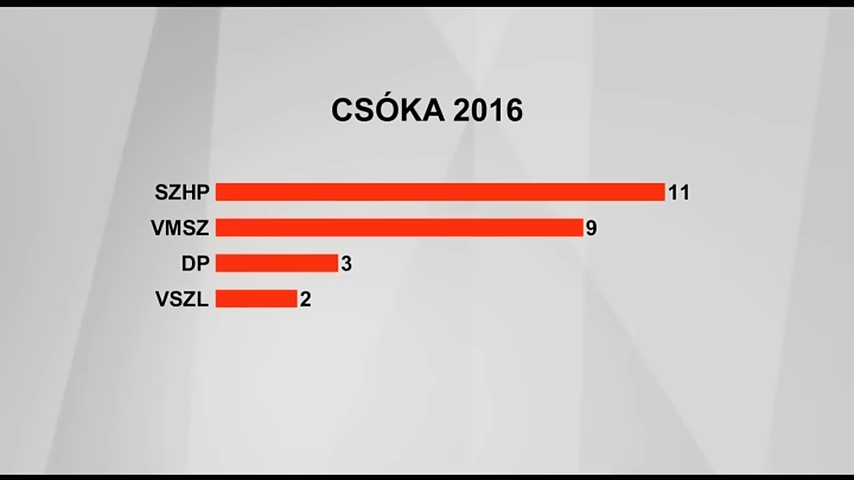 CSÓKA 2016
SZHP 11
VMSZ 9
DP 3
VSZL 2